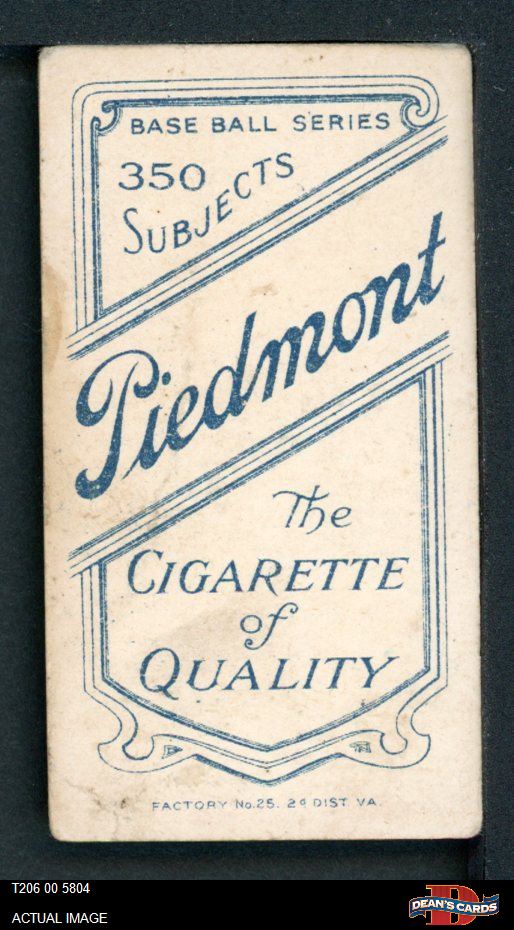 BASE BALL SERIES
350
SUBJECTS
Piedmont
The
CIGARETTE
of
QUALITY
FACTORY No. 25. 2d DIST. VA.
T206 00 5804
ACTUAL IMAGE
D
DEAN'S CARDS